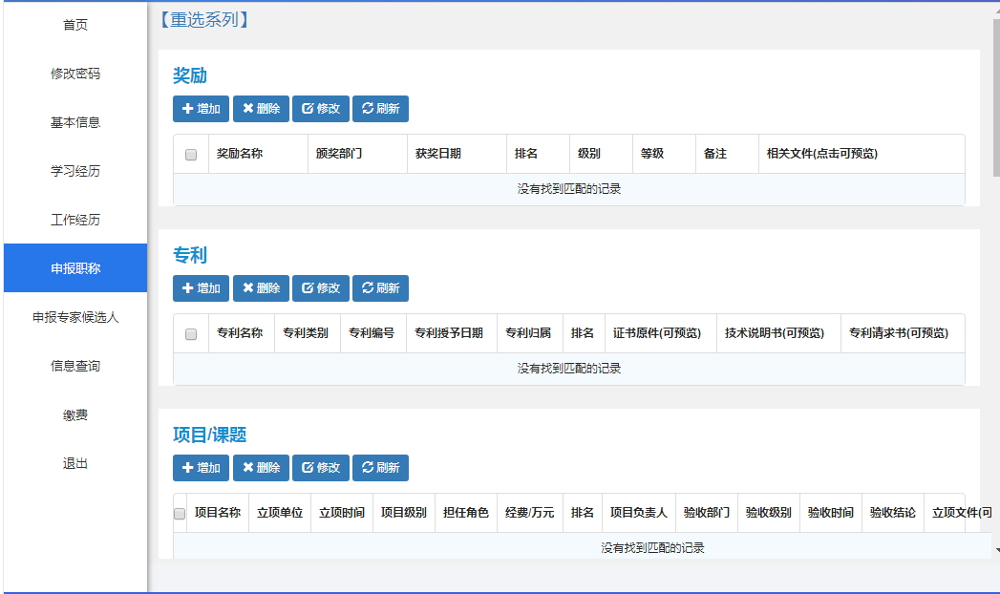 首页
修改密码
基本信息
学习经历
工作经历
申报职称
申报专家候选人
信息查询
缴费
退出
【重选系列】
奖励
增加 删除 修改 刷新
奖励名称 颁奖部门 获奖日期 排名 级别 等级 备注 相关文件(点击可预览)
没有找到匹配的记录
专利
增加 删除 修改 刷新
专利名称 专利类别 专利编号 专利授予日期 专利归属 排名 证书原件(可预览) 技术说明书(可预览) 专利请求书(可预览)
没有找到匹配的记录
项目/课题
增加 删除 修改 刷新
项目名称 立项单位 立项时间 项目级别 担任角色 经费/万元 排名 项目负责人 验收部门 验收级别 验收时间 验收结论 立项文件(可
没有找到匹配的记录